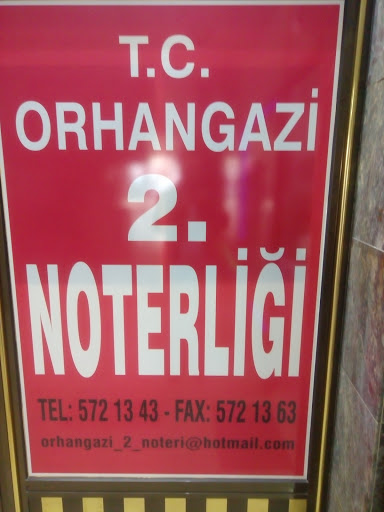 T.C.
ORHANGAZİ
2.
NOTERLİĞİ
TEL: 572 13 43 - FAX: 572 13 63
orhangazi_2_noteri@hotmail.com